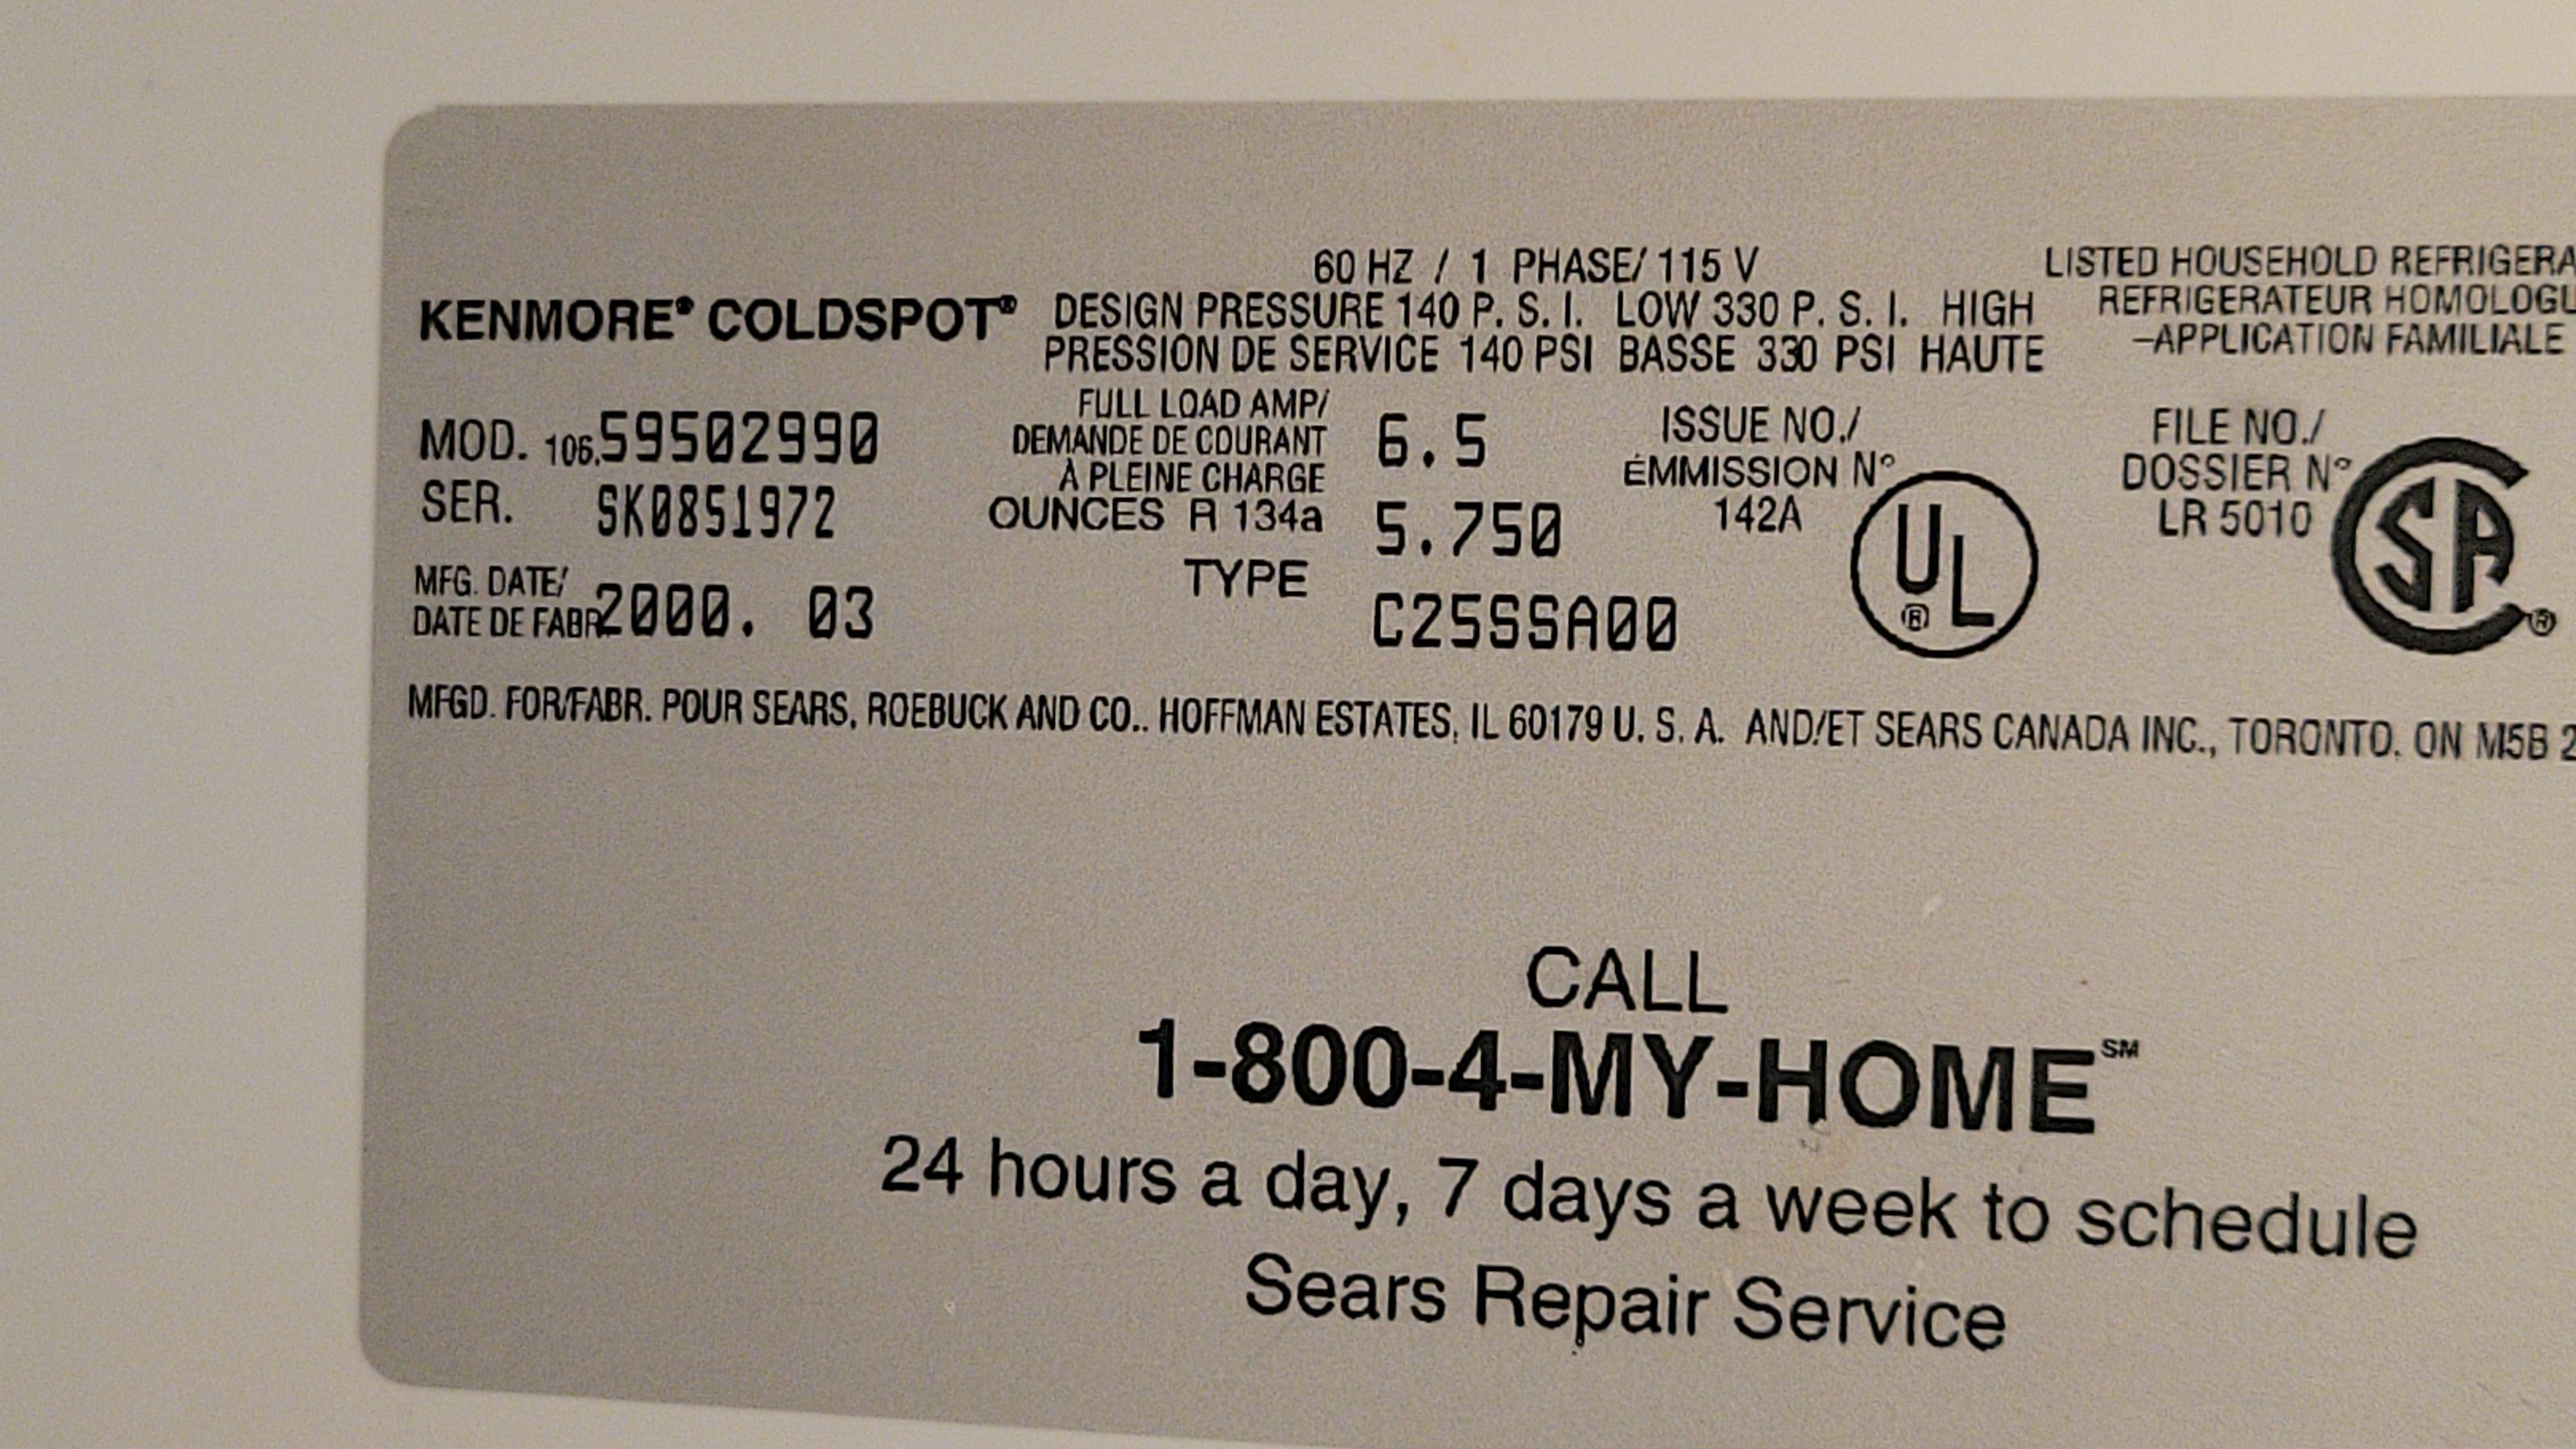 60 HZ / 1 PHASE/ 115 V
KENMORE® COLDSPOT® DESIGN PRESSURE 140 P. S. I. LOW 330 P. S. I. HIGH
PRESSION DE SERVICE 140 PSI BASSE 330 PSI HAUTE
LISTED HOUSEHOLD REFRIGERA
REFRIGERATEUR HOMOLOGU
–APPLICATION FAMILIALE
MOD. 106.59502990
SER. SK0851972
MFG. DATE/
DATE DE FABR. 2000. 03
FULL LOAD AMP/
DEMANDE DE COURANT
À PLEINE CHARGE
6.5
OUNCES R 134a 5.750
TYPE C25SSA00
ISSUE NO./
ÉMMISSION N°
142A
UL ®
FILE NO./
DOSSIER N°
LR 5010
SA ®
MFGD. FOR/FABR. POUR SEARS, ROEBUCK AND CO.. HOFFMAN ESTATES, IL 60179 U. S. A. AND/ET SEARS CANADA INC., TORONTO. ON M5B 2
CALL
1-800-4-MY-HOME℠
24 hours a day, 7 days a week to schedule
Sears Repair Service